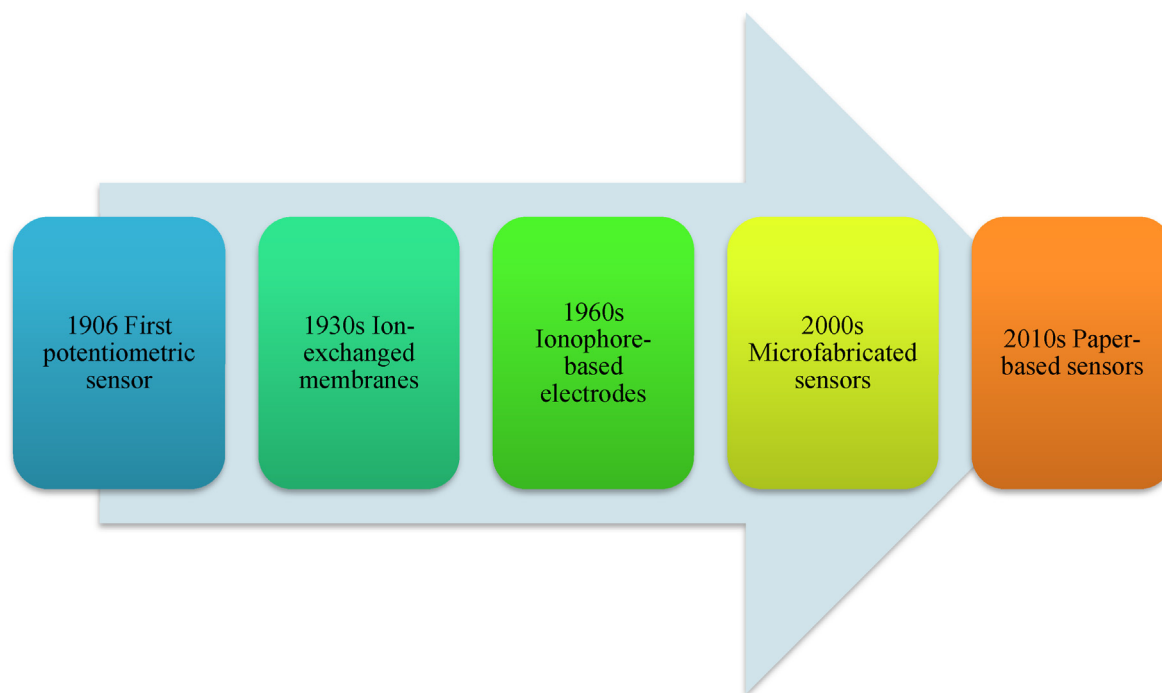 1906 First
potentiometric
sensor
1930s Ion-
exchanged
membranes
1960s
Ionophore-
based
electrodes
2000s
Microfabricated
sensors
2010s Paper-
based sensors